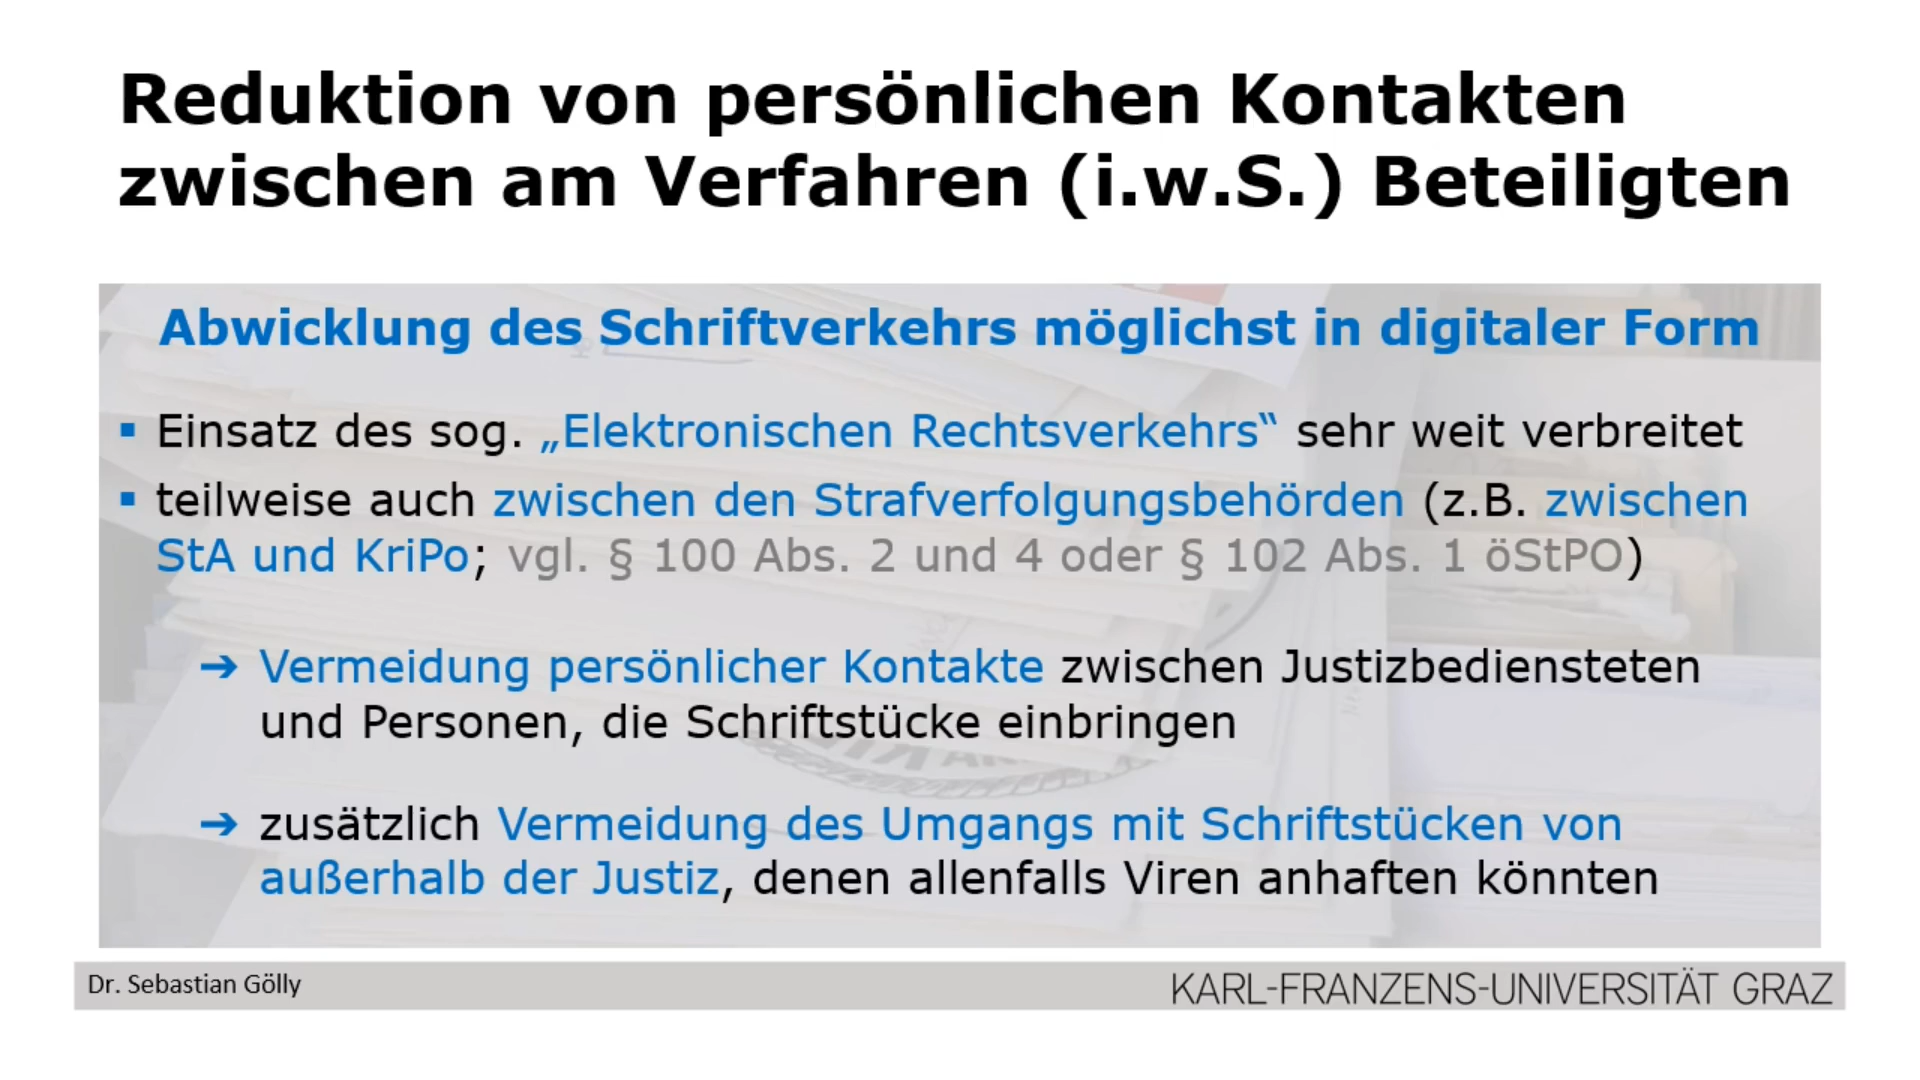 Reduktion von persönlichen Kontakten
zwischen am Verfahren (i.w.S.) Beteiligten
Abwicklung des Schriftverkehrs möglichst in digitaler Form
▪ Einsatz des sog. „Elektronischen Rechtsverkehrs“ sehr weit verbreitet
▪ teilweise auch zwischen den Strafverfolgungsbehörden (z.B. zwischen
StA und KriPo; vgl. § 100 Abs. 2 und 4 oder § 102 Abs. 1 öStPO)
➔ Vermeidung persönlicher Kontakte zwischen Justizbediensteten
und Personen, die Schriftstücke einbringen
➔ zusätzlich Vermeidung des Umgangs mit Schriftstücken von
außerhalb der Justiz, denen allenfalls Viren anhaften könnten
Dr. Sebastian Gölly
KARL-FRANZENS-UNIVERSITÄT GRAZ